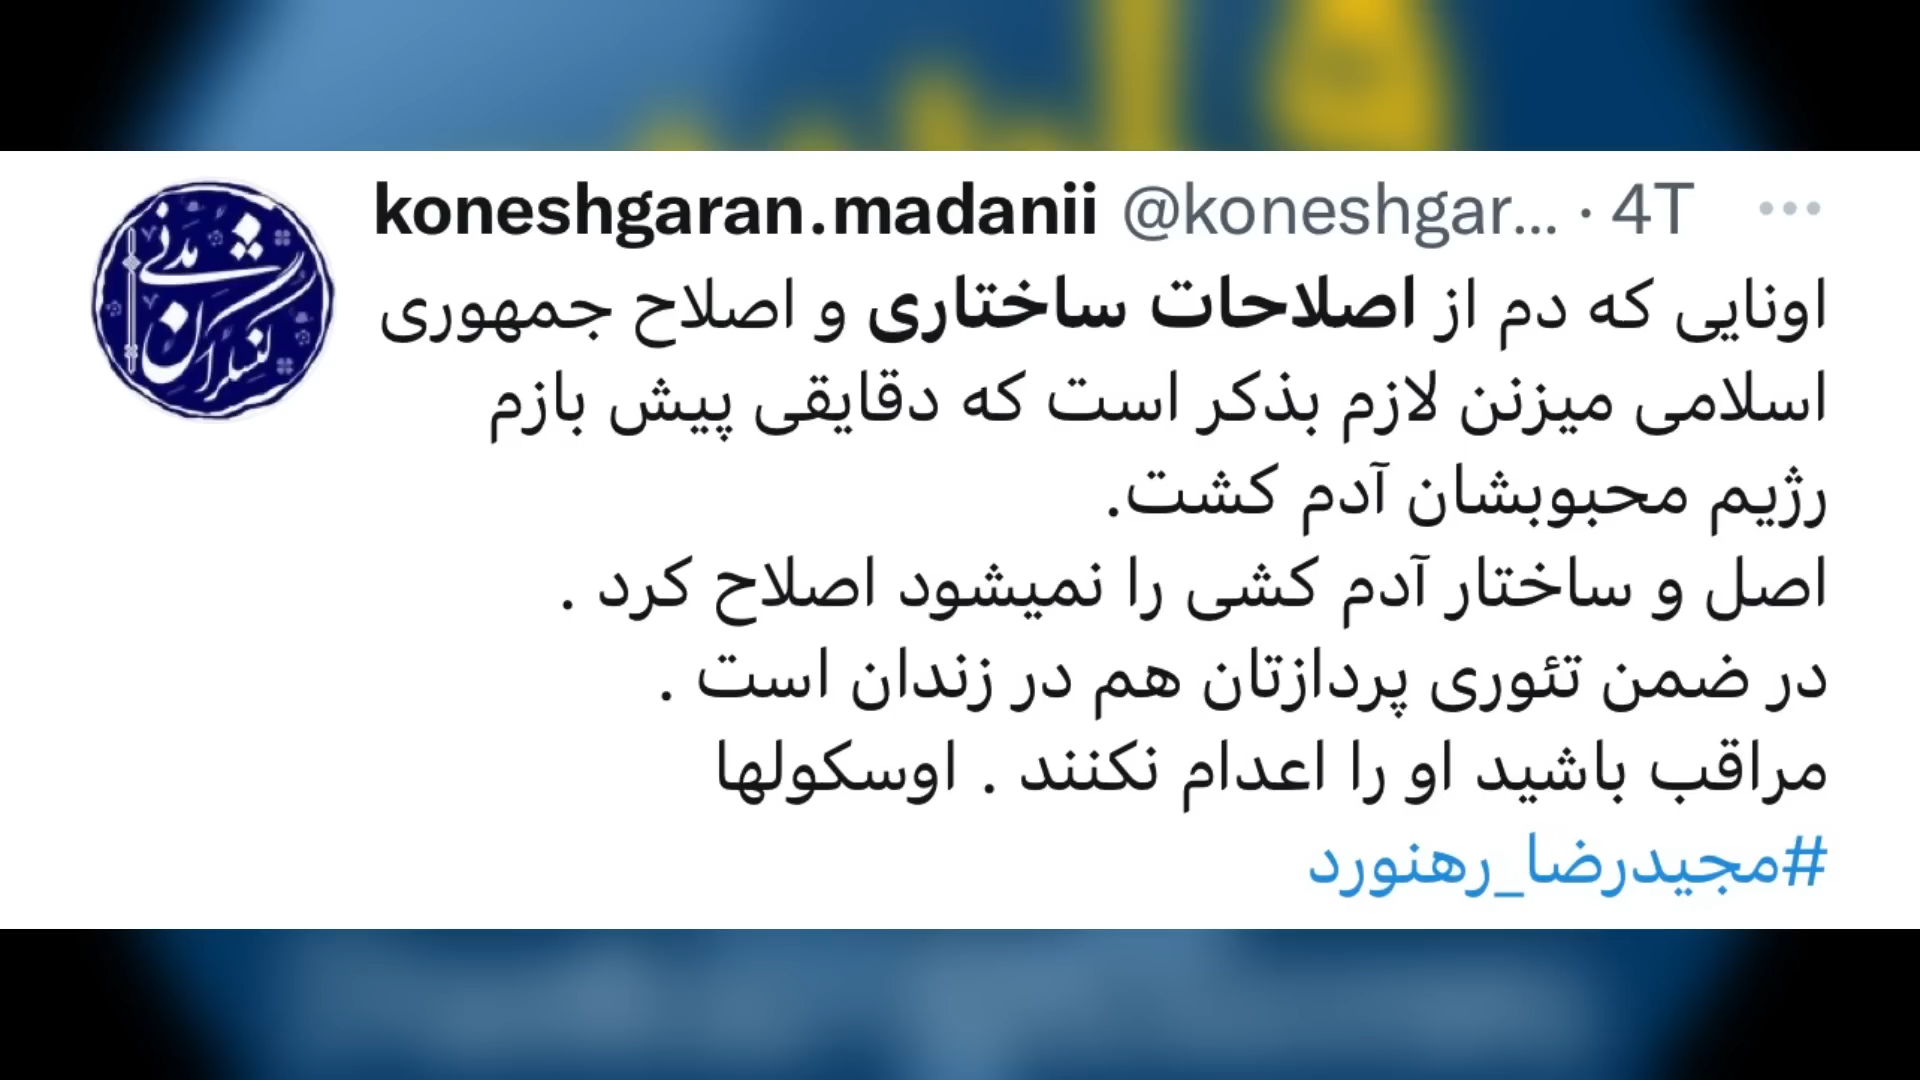 koneshgaran.madanii @koneshgar... · 4T
اونایی که دم از اصلاحات ساختاری و اصلاح جمهوری
اسلامی میزنن لازم بذکر است که دقایقی پیش بازم
رژیم محبوبشان آدم کشت.
اصل و ساختار آدم کشی را نمیشود اصلاح کرد .
در ضمن تئوری پردازتان هم در زندان است .
مراقب باشید او را اعدام نکنند . اوسکولها
#مجیدرضا_رهنورد
کنشگران مدنی